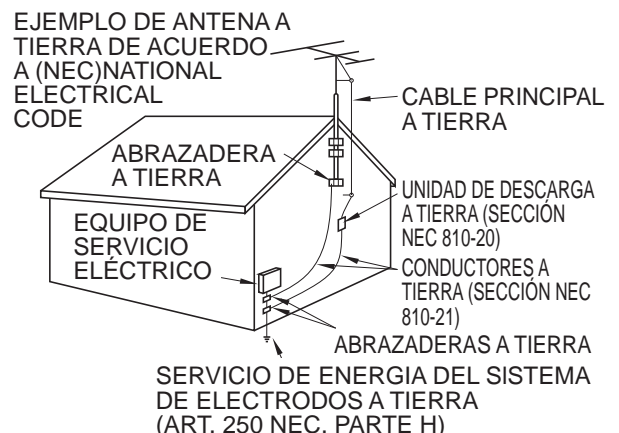 EJEMPLO DE ANTENA A
TIERRA DE ACUERDO
A (NEC)NATIONAL
ELECTRICAL
CODE
CABLE PRINCIPAL
A TIERRA
ABRAZADERA
A TIERRA
UNIDAD DE DESCARGA
A TIERRA (SECCIÓN
NEC 810-20)
EQUIPO DE
SERVICIO
ELÉCTRICO
CONDUCTORES A
TIERRA (SECCIÓN NEC
810-21)
ABRAZADERAS A TIERRA
SERVICIO DE ENERGIA DEL SISTEMA
DE ELECTRODOS A TIERRA
(ART. 250 NEC, PARTE H)